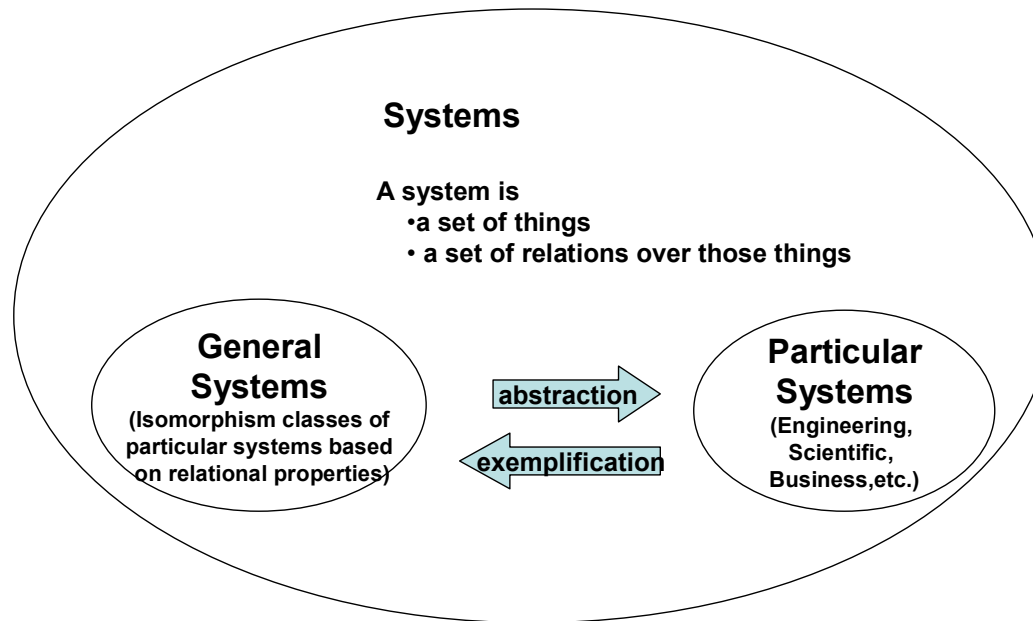 Systems
A system is
•a set of things
• a set of relations over those things
General
Systems
(Isomorphism classes of
particular systems based
on relational properties)
abstraction
exemplification
Particular
Systems
(Engineering,
Scientific,
Business,etc.)